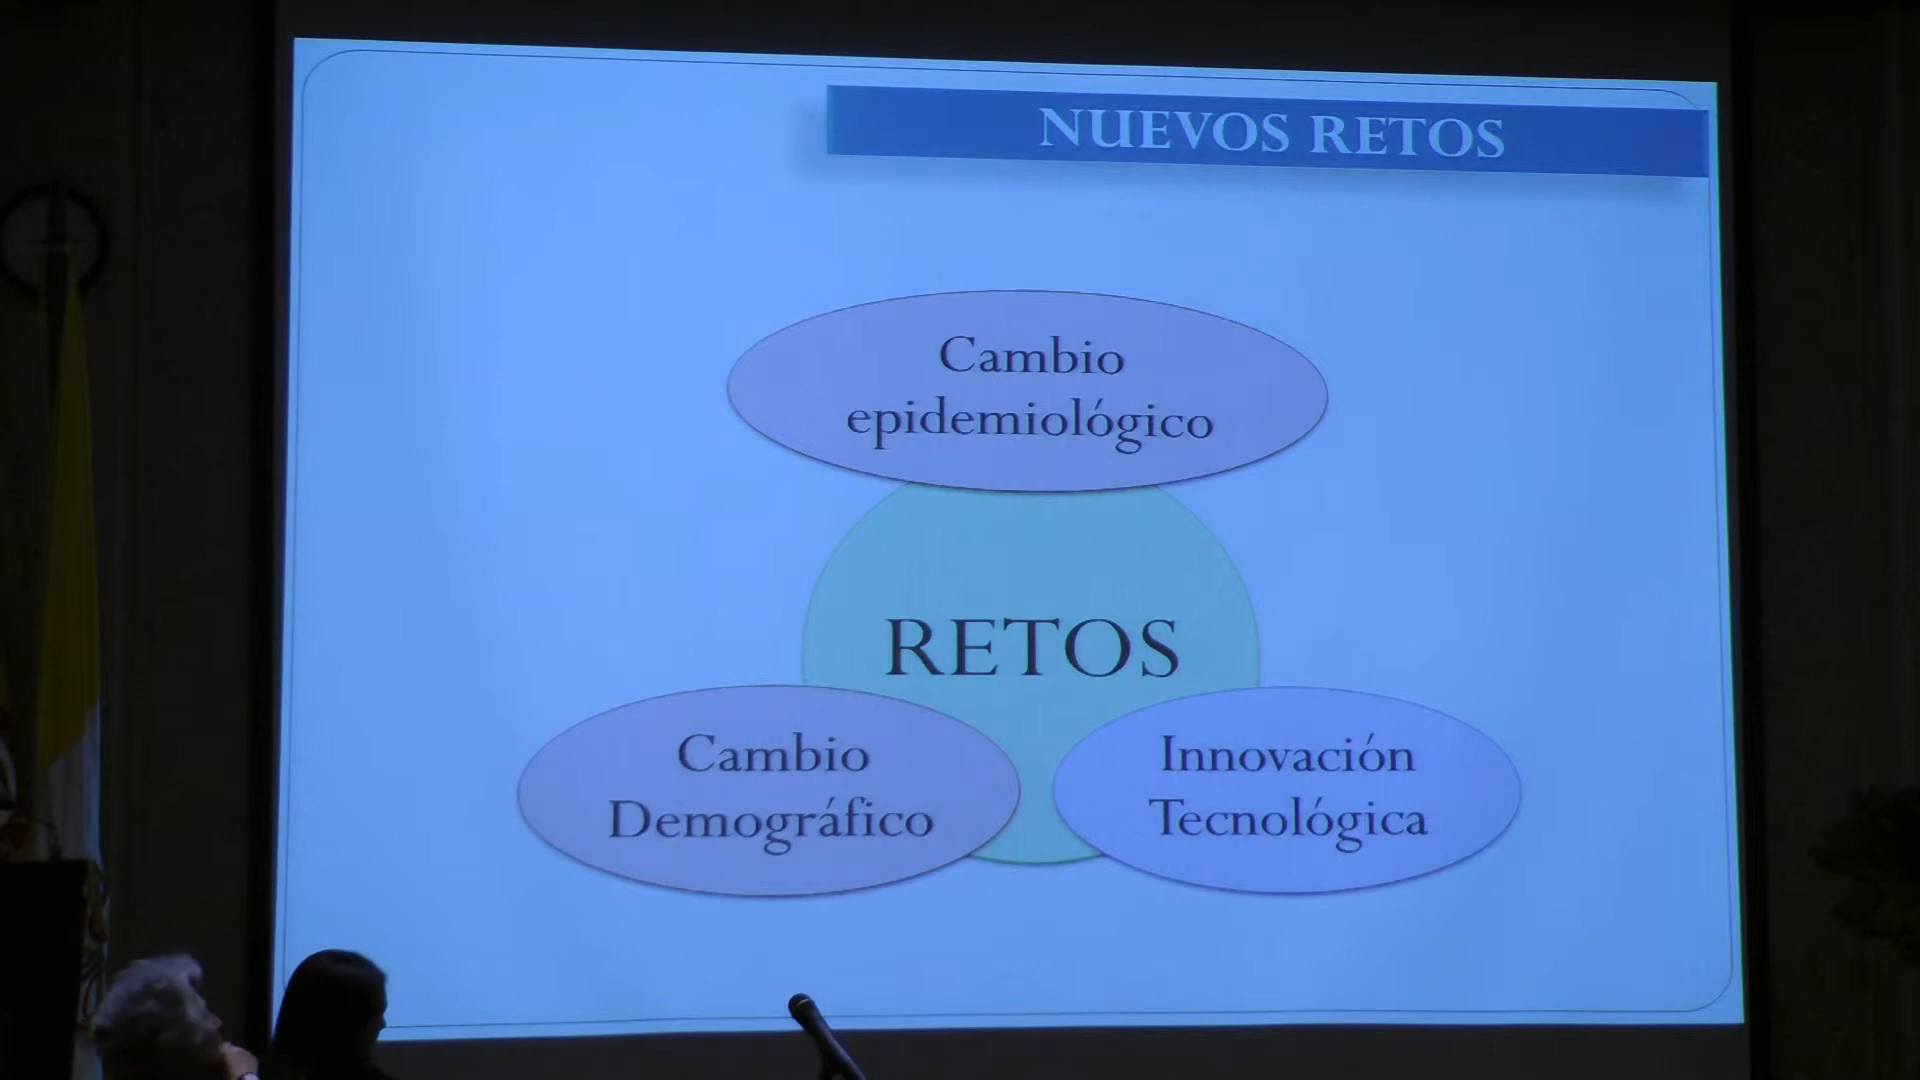 NUEVOS RETOS
Cambio
epidemiológico
RETOS
Cambio
Demográfico
Innovación
Tecnológica